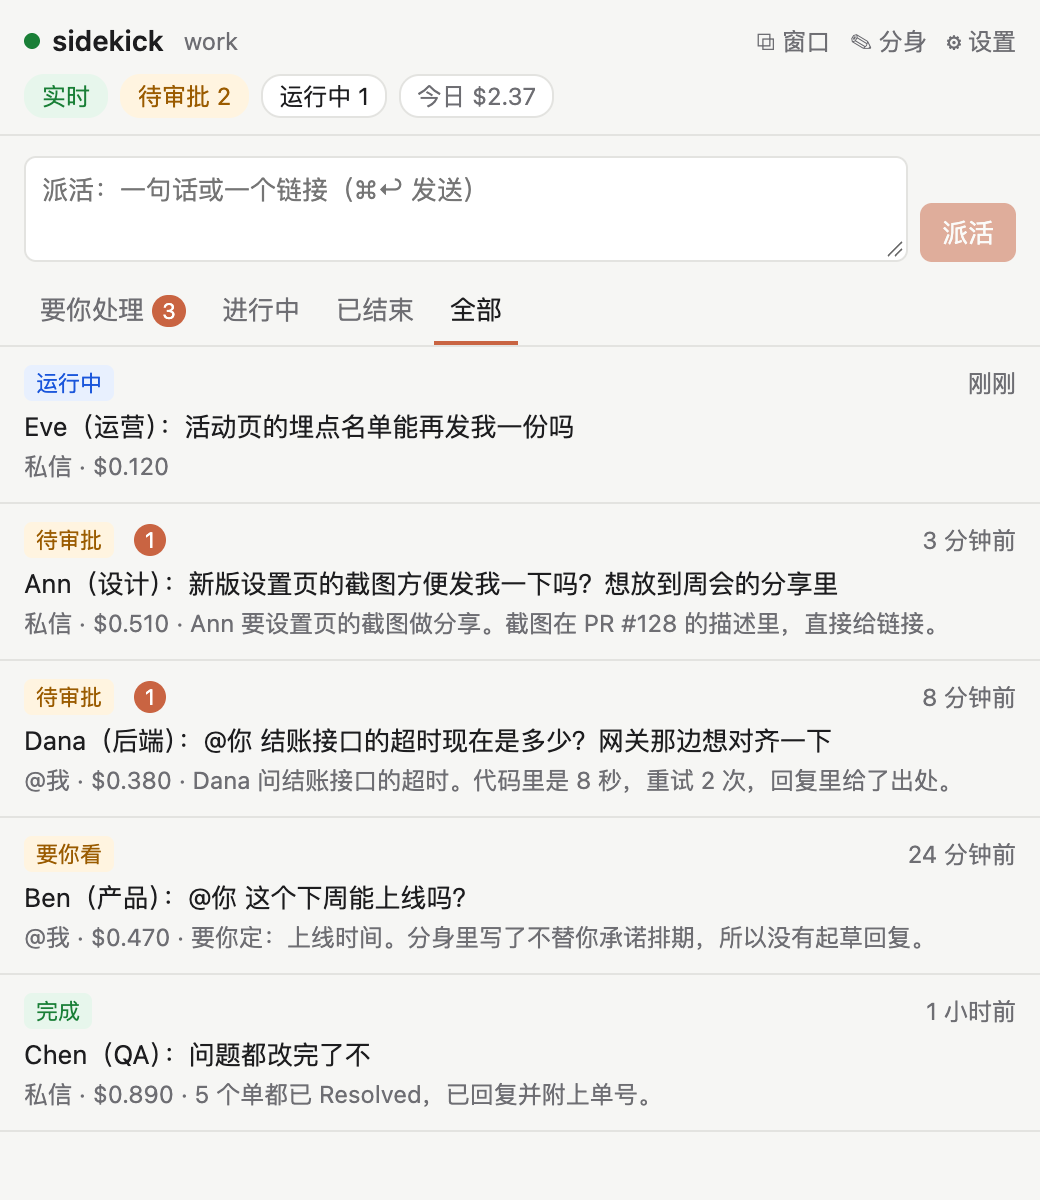 sidekick work ⧉ 窗口 ✎ 分身 ⚙ 设置
实时 待审批 2 运行中 1 今日 $2.37
派活：一句话或一个链接（⌘↩ 发送）
派活
要你处理 3 进行中 已结束 全部
运行中 刚刚
Eve（运营）：活动页的埋点名单能再发我一份吗
私信 · $0.120
待审批 1 3 分钟前
Ann（设计）：新版设置页的截图方便发我一下吗？想放到周会的分享里
私信 · $0.510 · Ann 要设置页的截图做分享。截图在 PR #128 的描述里，直接给链接。
待审批 1 8 分钟前
Dana（后端）：@你 结账接口的超时现在是多少？网关那边想对齐一下
@我 · $0.380 · Dana 问结账接口的超时。代码里是 8 秒，重试 2 次，回复里给了出处。
要你看 24 分钟前
Ben（产品）：@你 这个下周能上线吗？
@我 · $0.470 · 要你定：上线时间。分身里写了不替你承诺排期，所以没有起草回复。
完成 1 小时前
Chen（QA）：问题都改完了不
私信 · $0.890 · 5 个单都已 Resolved，已回复并附上单号。